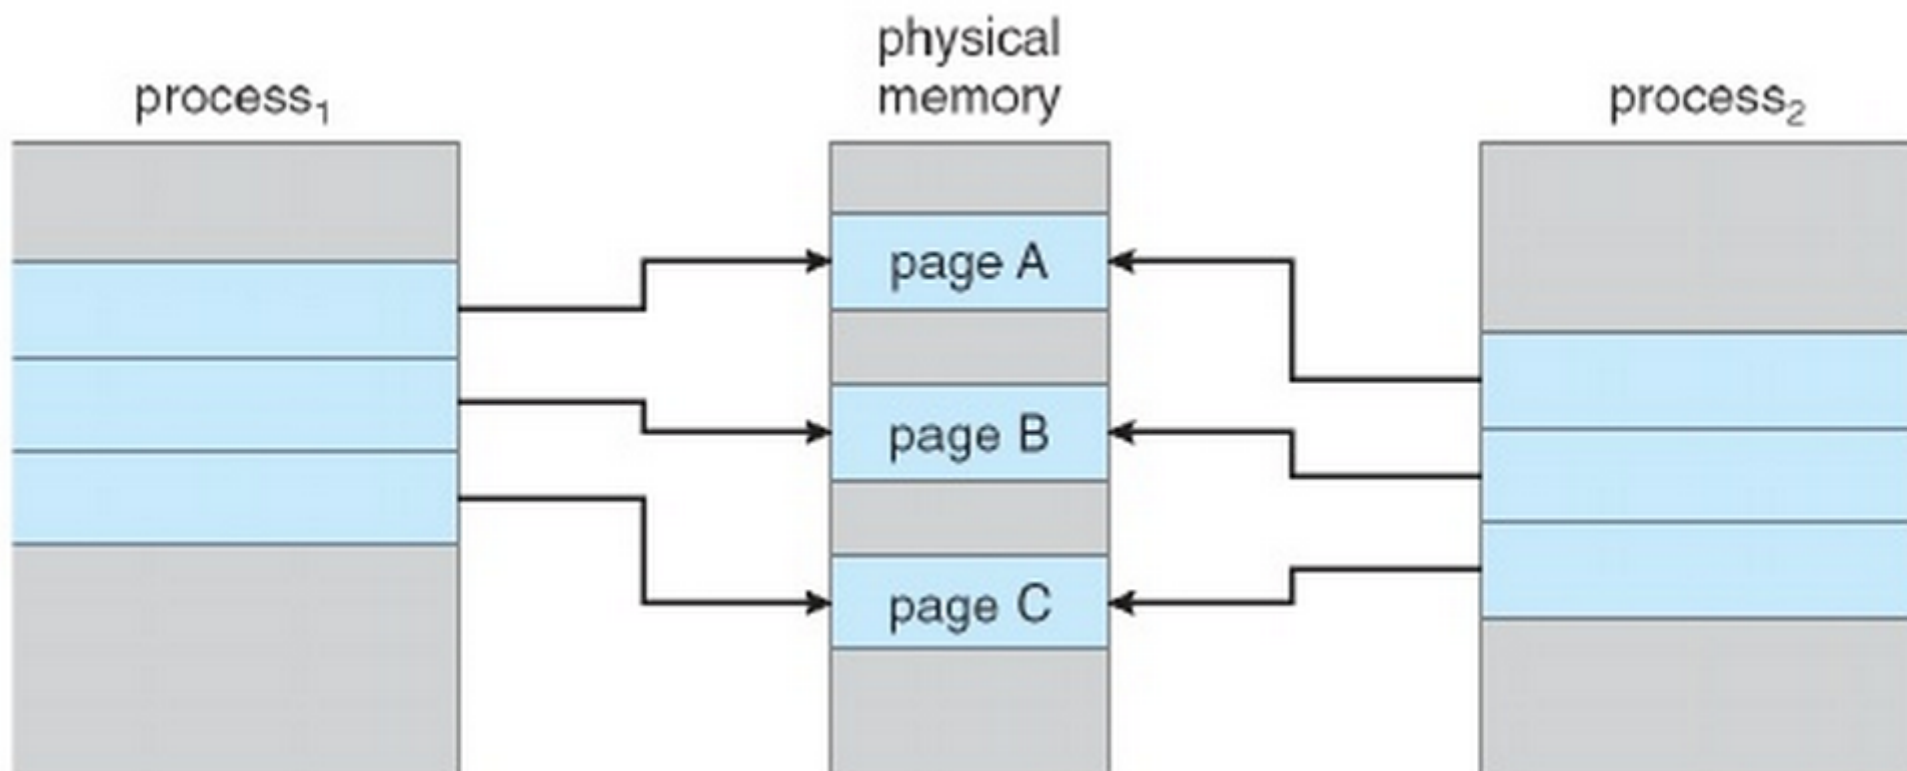 process₁
physical
memory
process₂
page A
page B
page C